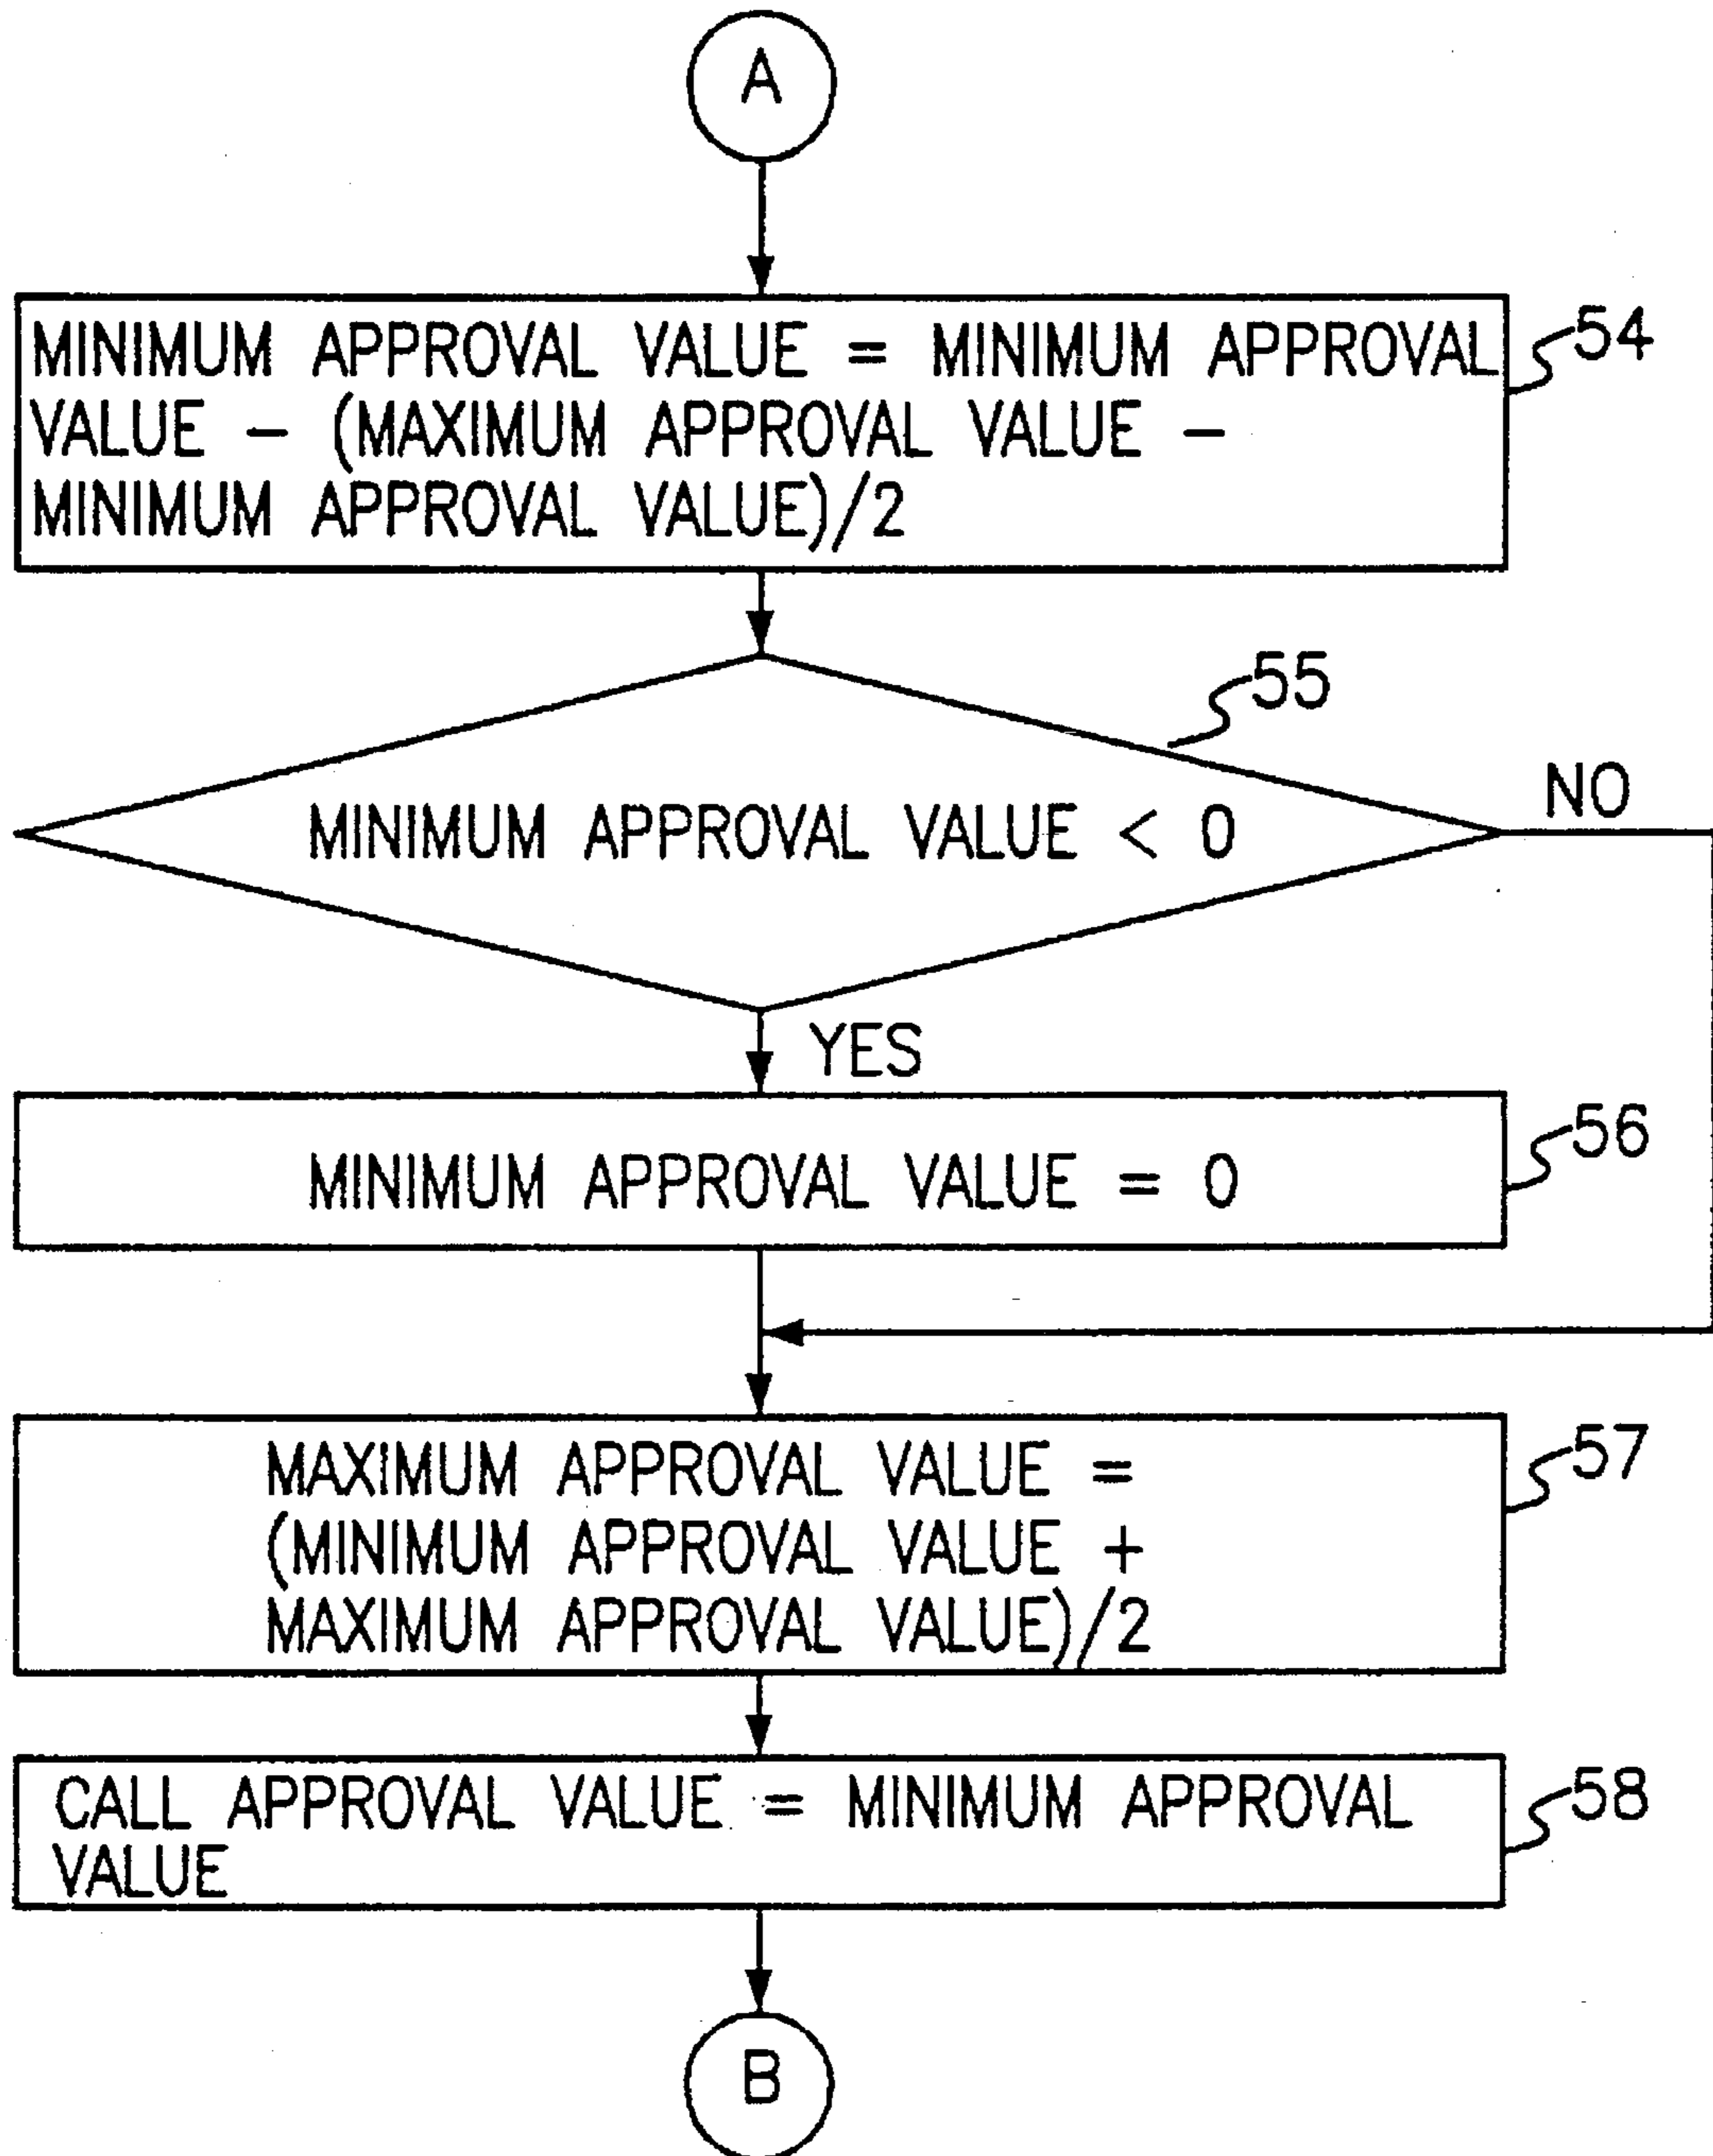 A
MINIMUM APPROVAL VALUE = MINIMUM APPROVAL
VALUE - (MAXIMUM APPROVAL VALUE -
MINIMUM APPROVAL VALUE)/2
54
55
MINIMUM APPROVAL VALUE < 0
NO
YES
MINIMUM APPROVAL VALUE = 0
56
MAXIMUM APPROVAL VALUE =
(MINIMUM APPROVAL VALUE +
MAXIMUM APPROVAL VALUE)/2
57
CALL APPROVAL VALUE = MINIMUM APPROVAL
VALUE
58
B